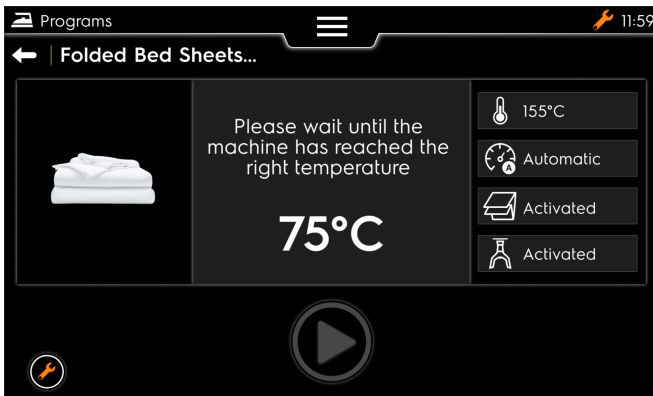 Programs
11:59
Folded Bed Sheets...
Please wait until the
machine has reached the
right temperature
75°C
155°C
A
Automatic
Activated
Activated